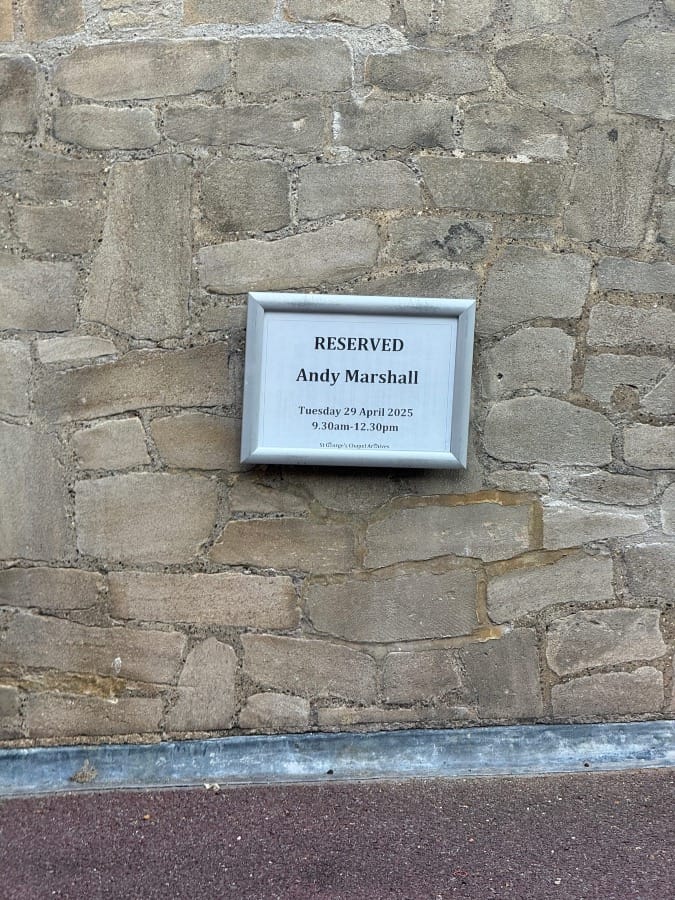 RESERVED
Andy Marshall
Tuesday 29 April 2025
9.30am-12.30pm
St George's Chapel Archives